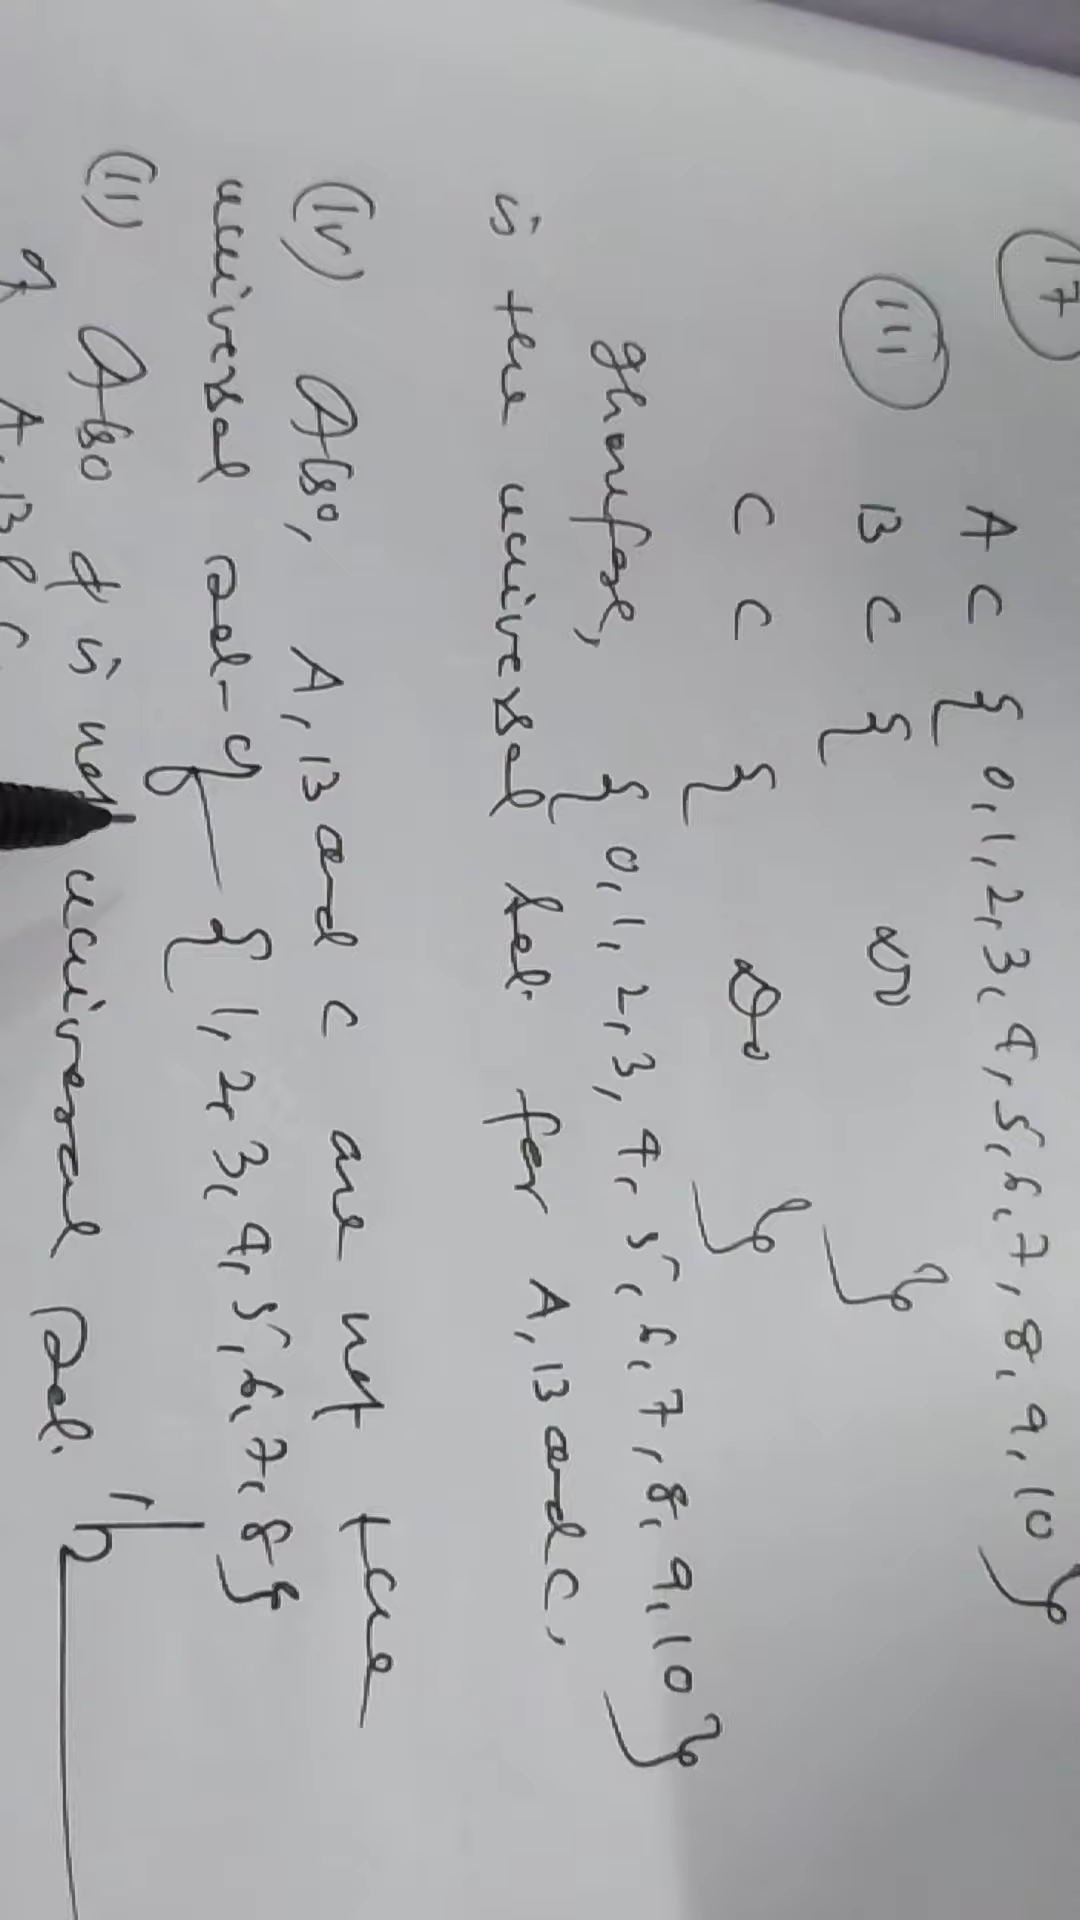 17
A ⊂ { 0, 1, 2, 3, 4, 5, 6, 7, 8, 9, 10 }
(iii) B ⊂ { }
C ⊂ { }
{ 0, 1, 2, 3, 4, 5, 6, 7, 8, 9, 10 }
is the universal set for A, B and C,
(iv) Also, A, B and C are not the
universal set { 1, 2, 3, 4, 5, 6, 7, 8 }
(ii) Also ϕ is not universal set.
A, B & C